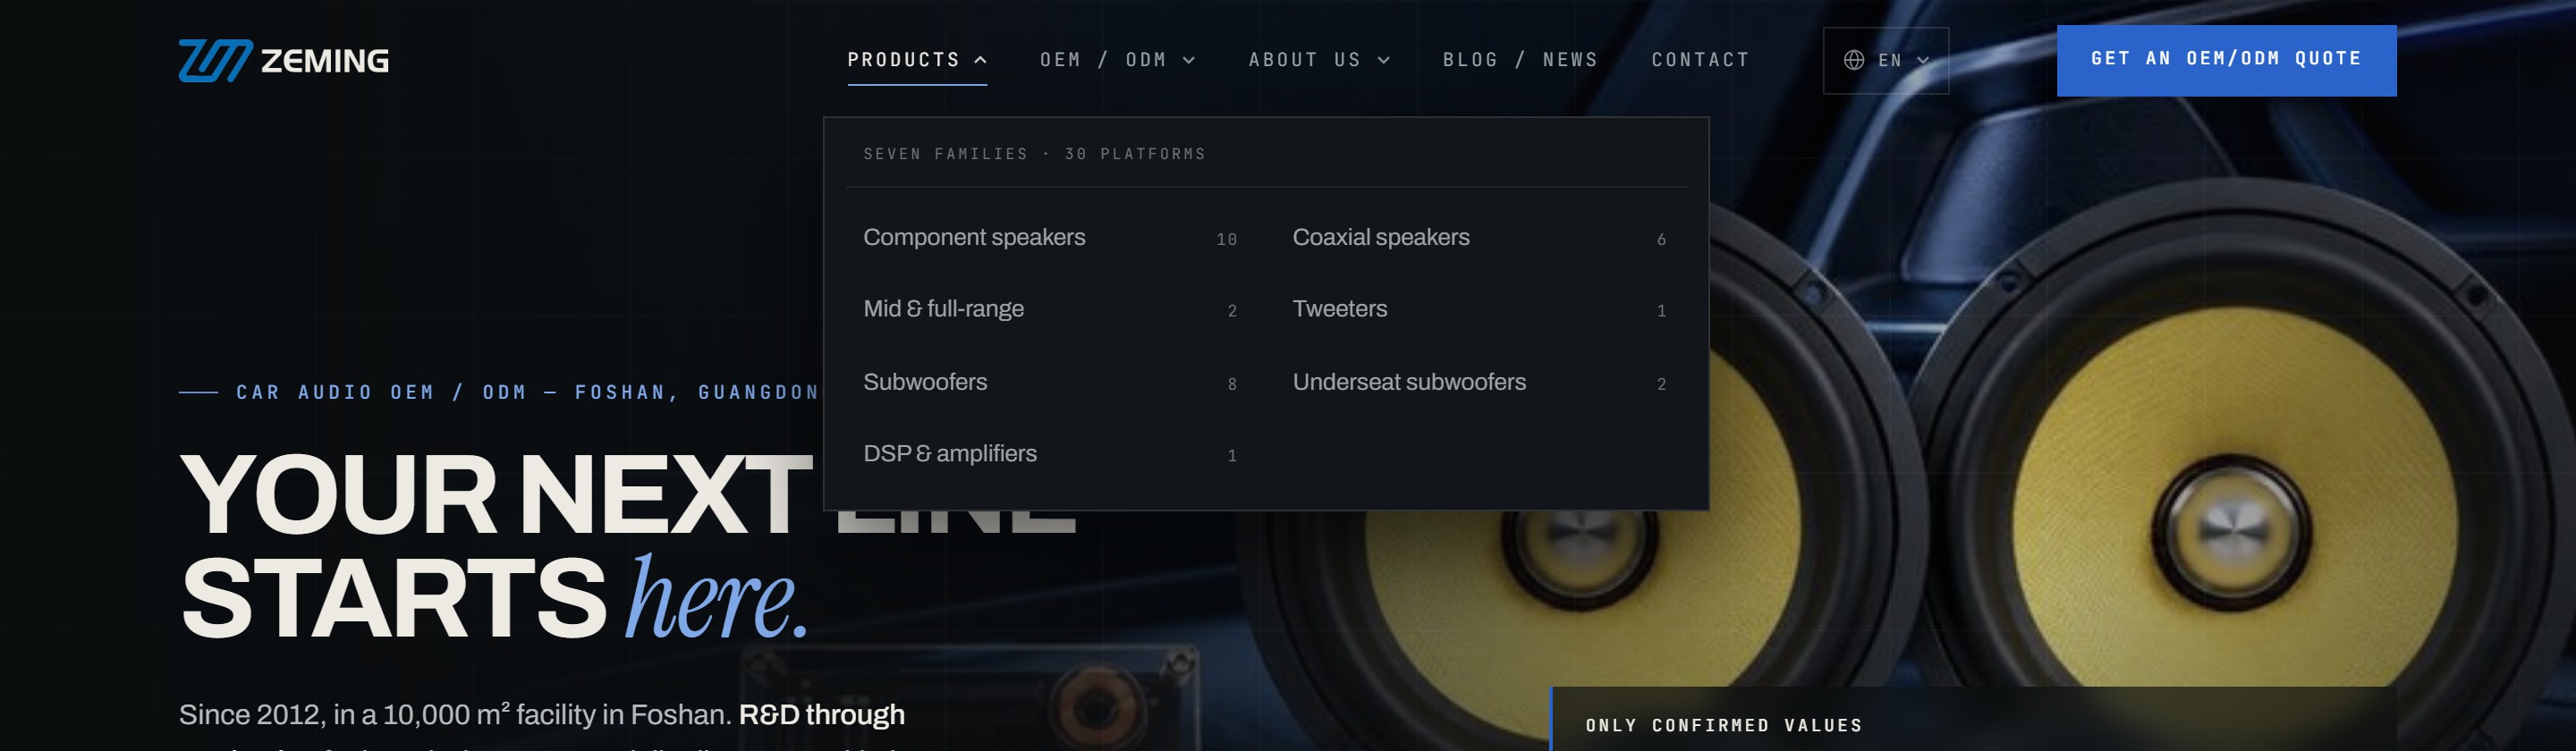 ZEMING
PRODUCTS
OEM / ODM
ABOUT US
BLOG / NEWS
CONTACT
EN
GET AN OEM/ODM QUOTE
SEVEN FAMILIES · 30 PLATFORMS
Component speakers 10
Coaxial speakers 6
Mid & full-range 2
Tweeters 1
Subwoofers 8
Underseat subwoofers 2
DSP & amplifiers 1
CAR AUDIO OEM / ODM — FOSHAN,
YOUR NEXT LINE
STARTS here.
Since 2012, in a 10,000 m² facility in Foshan. R&D through
ONLY CONFIRMED VALUES